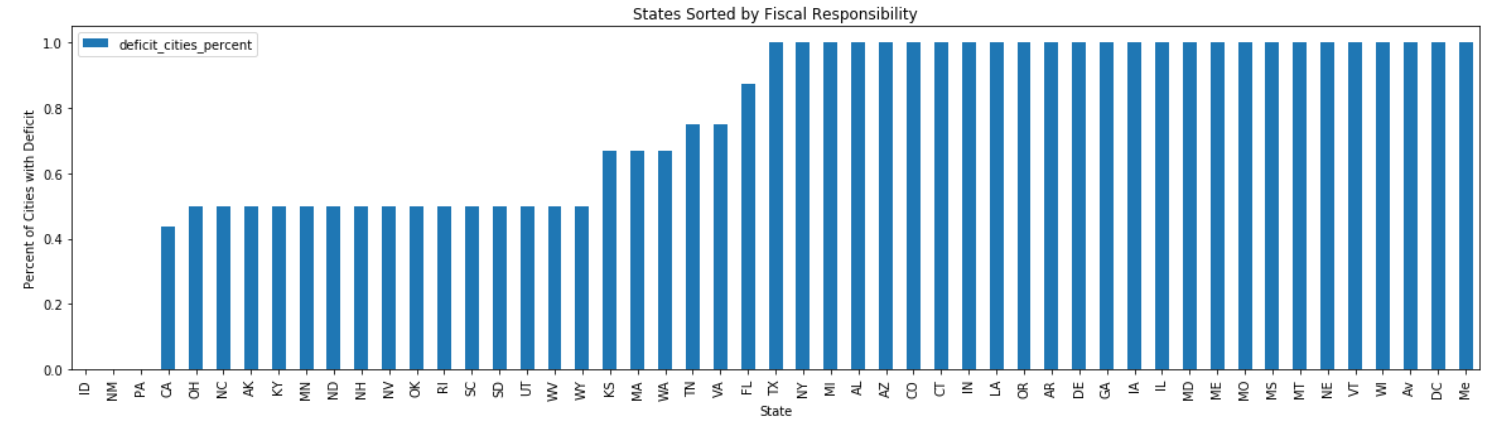 States Sorted by Fiscal Responsibility
deficit_cities_percent
Percent of Cities with Deficit
1.0
0.8
0.6
0.4
0.2
0.0
ID NM PA CA OH NC AK KY MN ND NH NV OK RI SC SD UT WV WY KS MA WA TN VA FL TX NY MI AL AZ CO CT IN LA OR AR DE GA IA IL MD ME MO MS MT NE VT WI Av DC Me
State